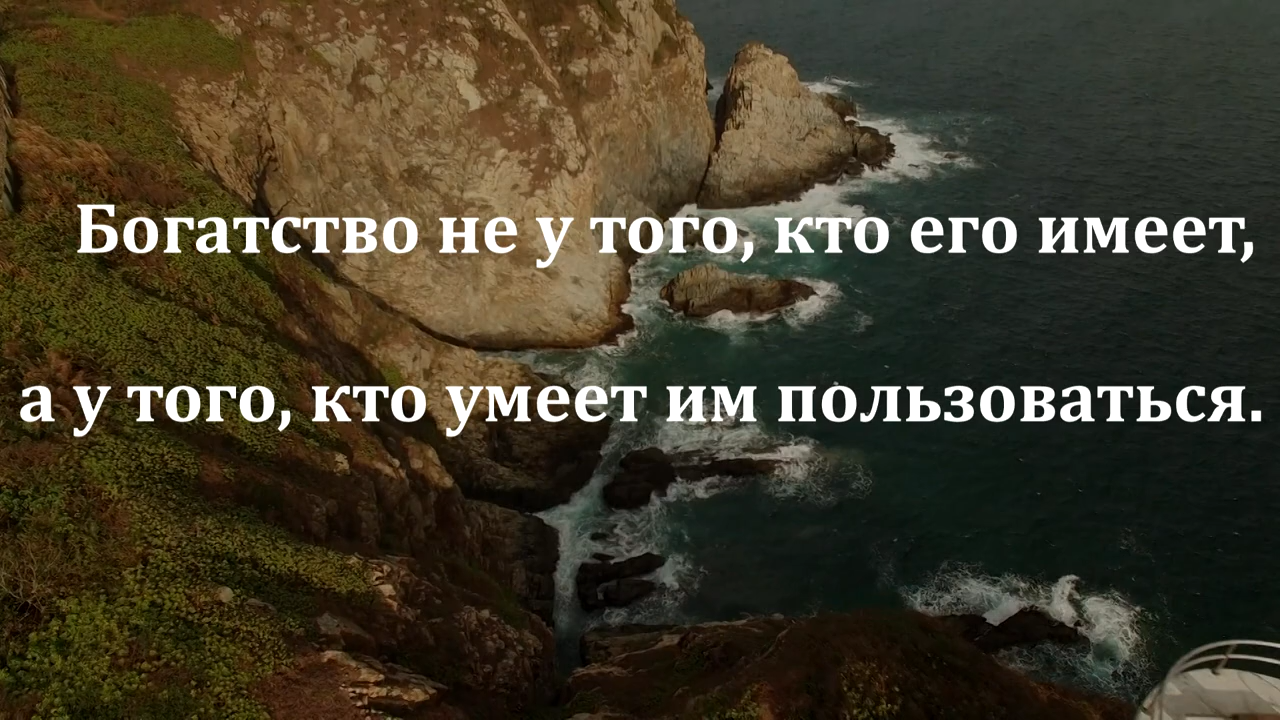 Богатство не у того, кто его имеет,
а у того, кто умеет им пользоваться.